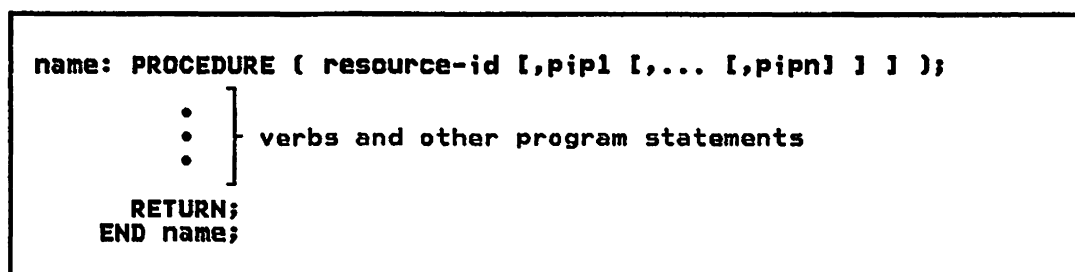 name: PROCEDURE ( resource-id [,pip1 [,... [,pipn] ] ] );
•
• verbs and other program statements
•
RETURN;
END name;